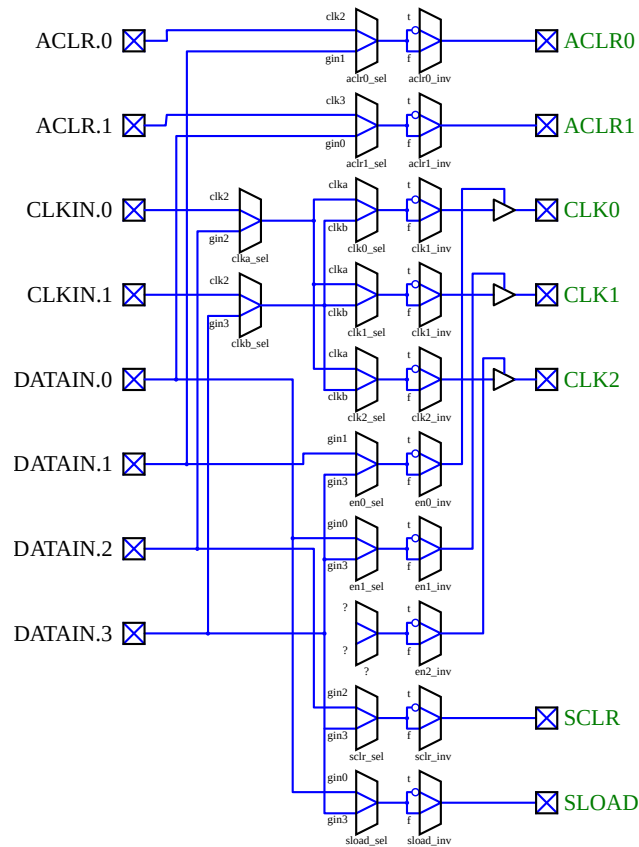 clk2
ACLR.0
t
ACLR0
gin1
f
aclr0_sel
aclr0_inv
clk3
ACLR.1
t
ACLR1
gin0
f
aclr1_sel
aclr1_inv
clk2
clka
t
CLKIN.0
CLK0
gin2
clkb
f
clka_sel
clk0_sel
clk1_inv
clk2
clka
t
CLKIN.1
CLK1
gin3
clkb
f
clkb_sel
clk1_sel
clk1_inv
clka
t
DATAIN.0
CLK2
clkb
f
clk2_sel
clk2_inv
gin1
t
DATAIN.1
gin3
f
en0_sel
en0_inv
gin0
t
DATAIN.2
gin3
f
en1_sel
en1_inv
?
t
DATAIN.3
?
f
?
en2_inv
gin2
t
SCLR
gin3
f
sclr_sel
sclr_inv
gin0
t
SLOAD
gin3
f
sload_sel
sload_inv